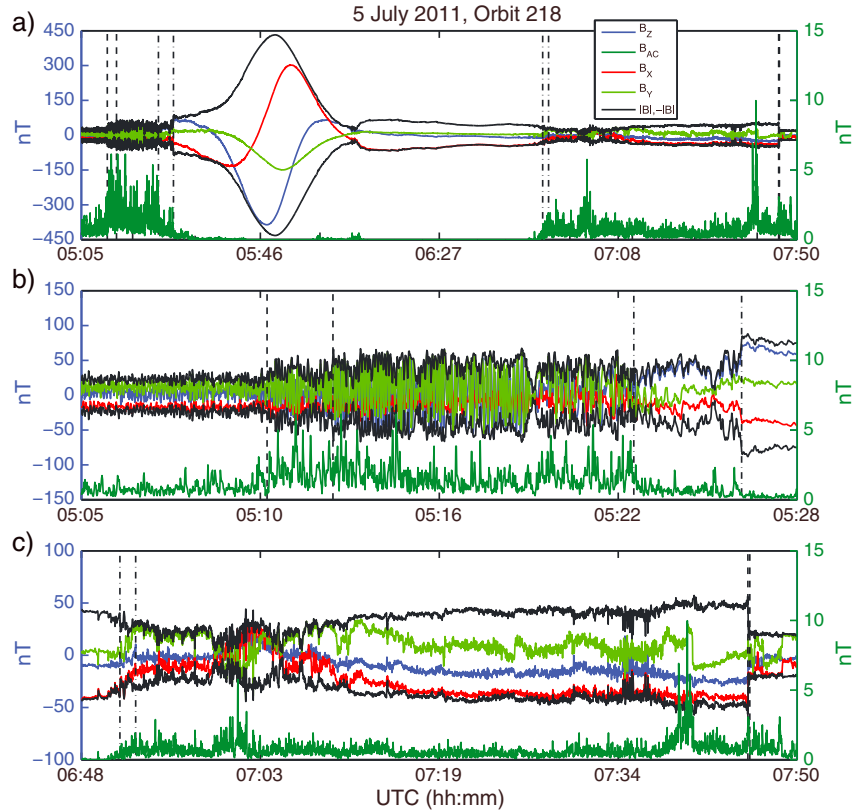 5 July 2011, Orbit 218
a)
450
300
150
0
−150
−300
−450
nT
15
10
5
0
nT
B_Z
B_AC
B_X
B_Y
|B|,−|B|
05:05
05:46
06:27
07:08
07:50
b)
150
100
50
0
−50
−100
−150
nT
15
10
5
0
nT
05:05
05:10
05:16
05:22
05:28
c)
100
50
0
−50
−100
nT
15
10
5
0
nT
06:48
07:03
07:19
07:34
07:50
UTC (hh:mm)